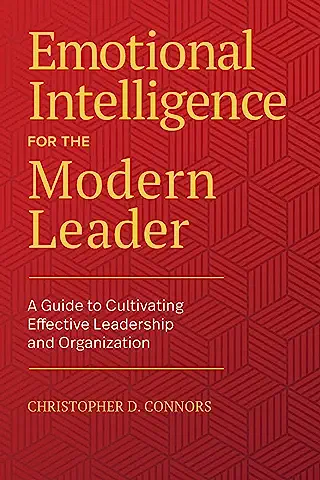 Emotional
Intelligence
FOR THE
Modern
Leader
A Guide to Cultivating
Effective Leadership
and Organization
CHRISTOPHER D. CONNORS